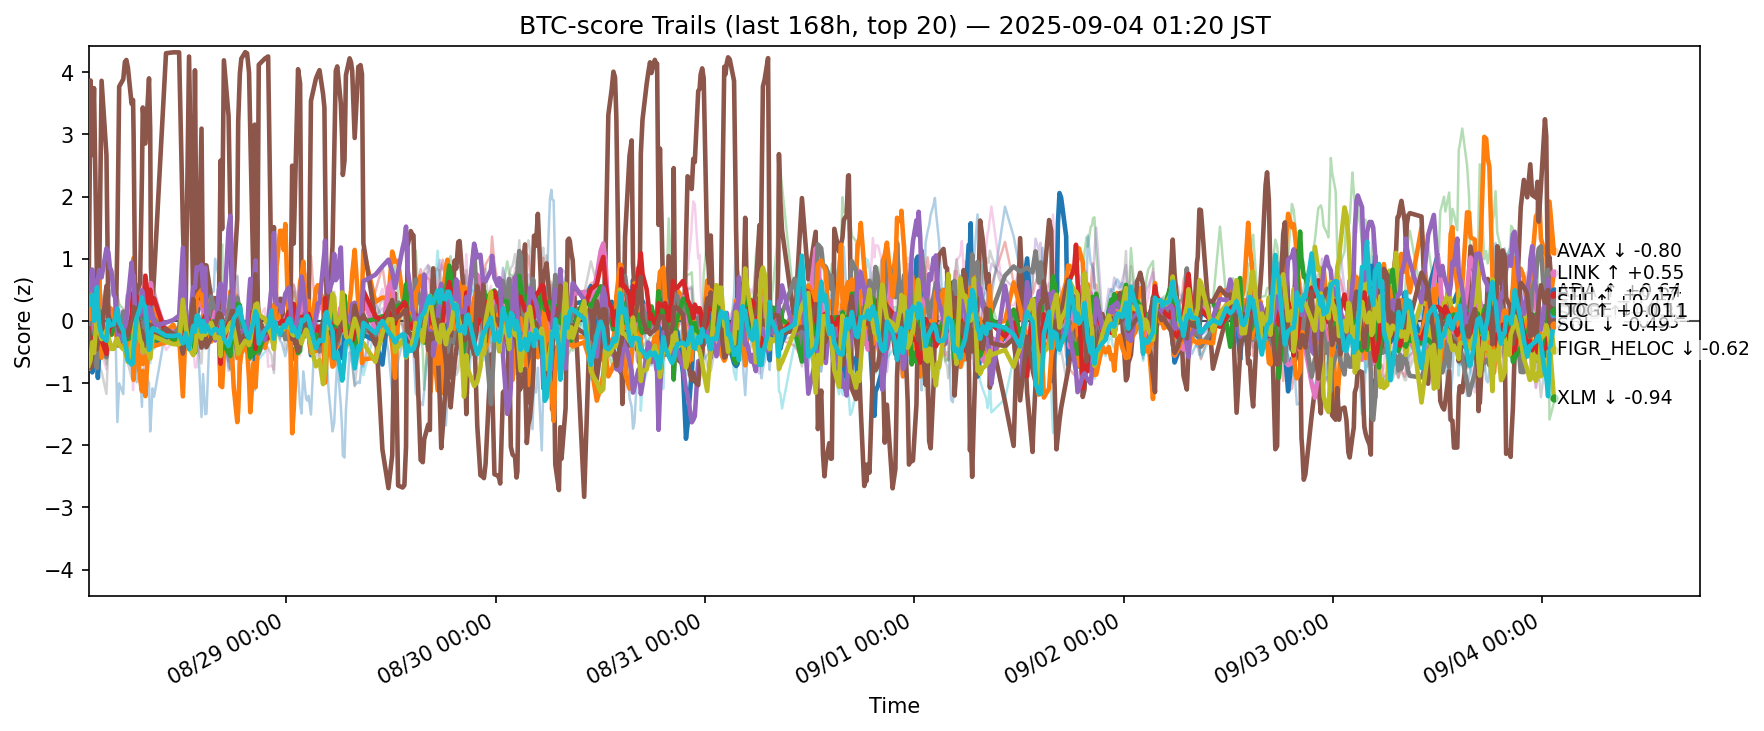 BTC-score Trails (last 168h, top 20) — 2025-09-04 01:20 JST
Score (z)
4
3
2
1
0
−1
−2
−3
−4
AVAX ↓ -0.80
LINK ↑ +0.55
SOL ↓ -0.49
FIGR_HELOC ↓ -0.62
XLM ↓ -0.94
08/29 00:00
08/30 00:00
08/31 00:00
09/01 00:00
09/02 00:00
09/03 00:00
09/04 00:00
Time